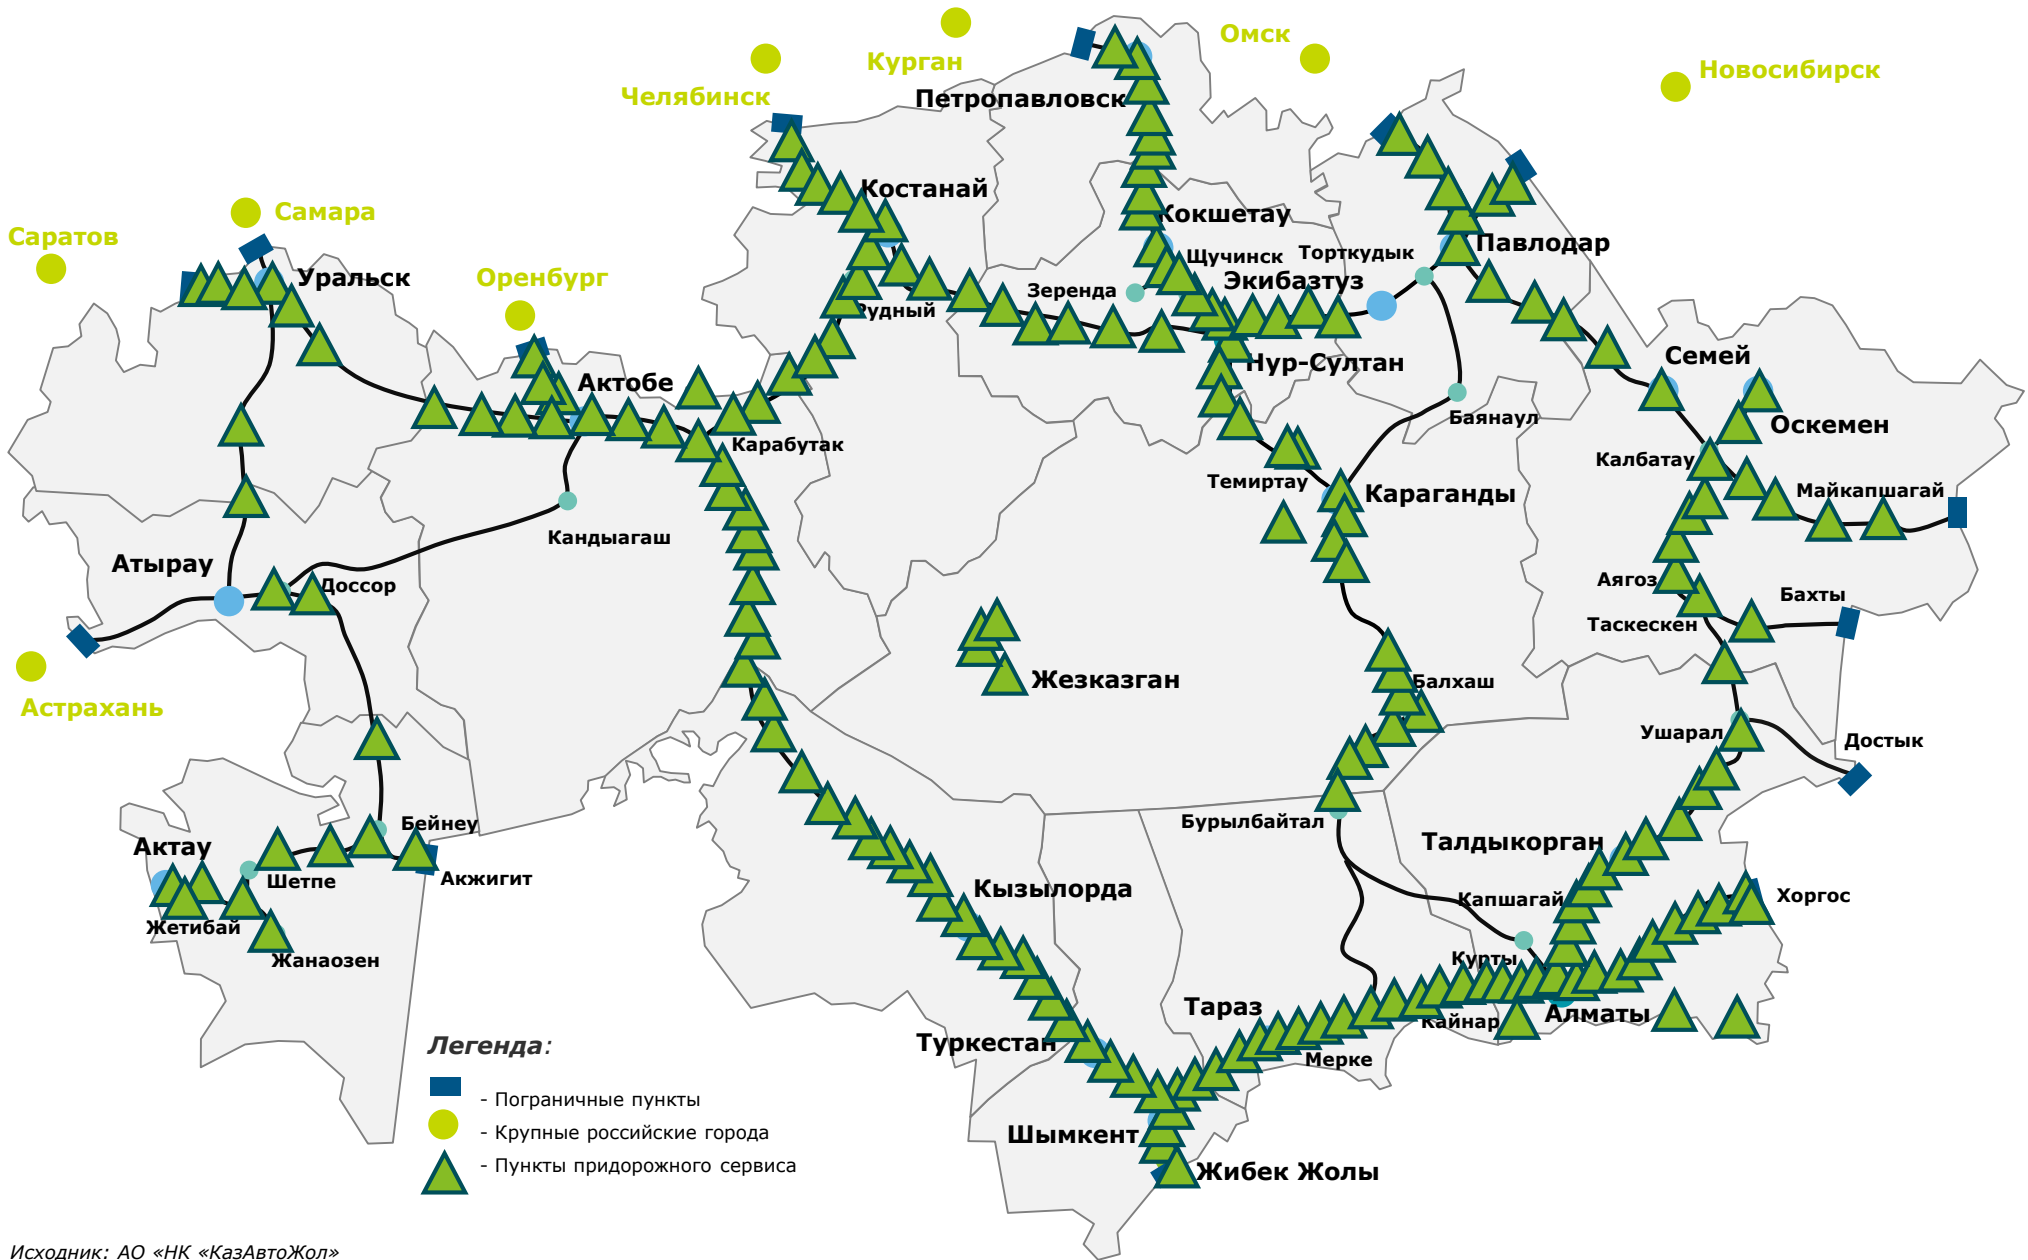 Курган
Омск
Новосибирск
Челябинск
Петропавловск
Костанай
Самара
Кокшетау
Саратов
Павлодар
Щучинск
Торткудык
Уральск
Оренбург
Экибазтуз
Зеренда
Рудный
Семей
Нур-Султан
Актобе
Баянаул
Оскемен
Карабутак
Калбатау
Темиртау
Майкапшагай
Караганды
Кандыагаш
Атырау
Доссор
Аягоз
Бахты
Таскескен
Жезказган
Балхаш
Астрахань
Ушарал
Достык
Бейнеу
Бурылбайтал
Актау
Талдыкорган
Шетпе
Акжигит
Кызылорда
Капшагай
Хоргос
Жетибай
Жанаозен
Курты
Тараз
Кайнар
Алматы
Туркестан
Мерке
Легенда:
- Пограничные пункты
- Крупные российские города
- Пункты придорожного сервиса
Шымкент
Жибек Жолы
Исходник: АО «НК «КазАвтоЖол»